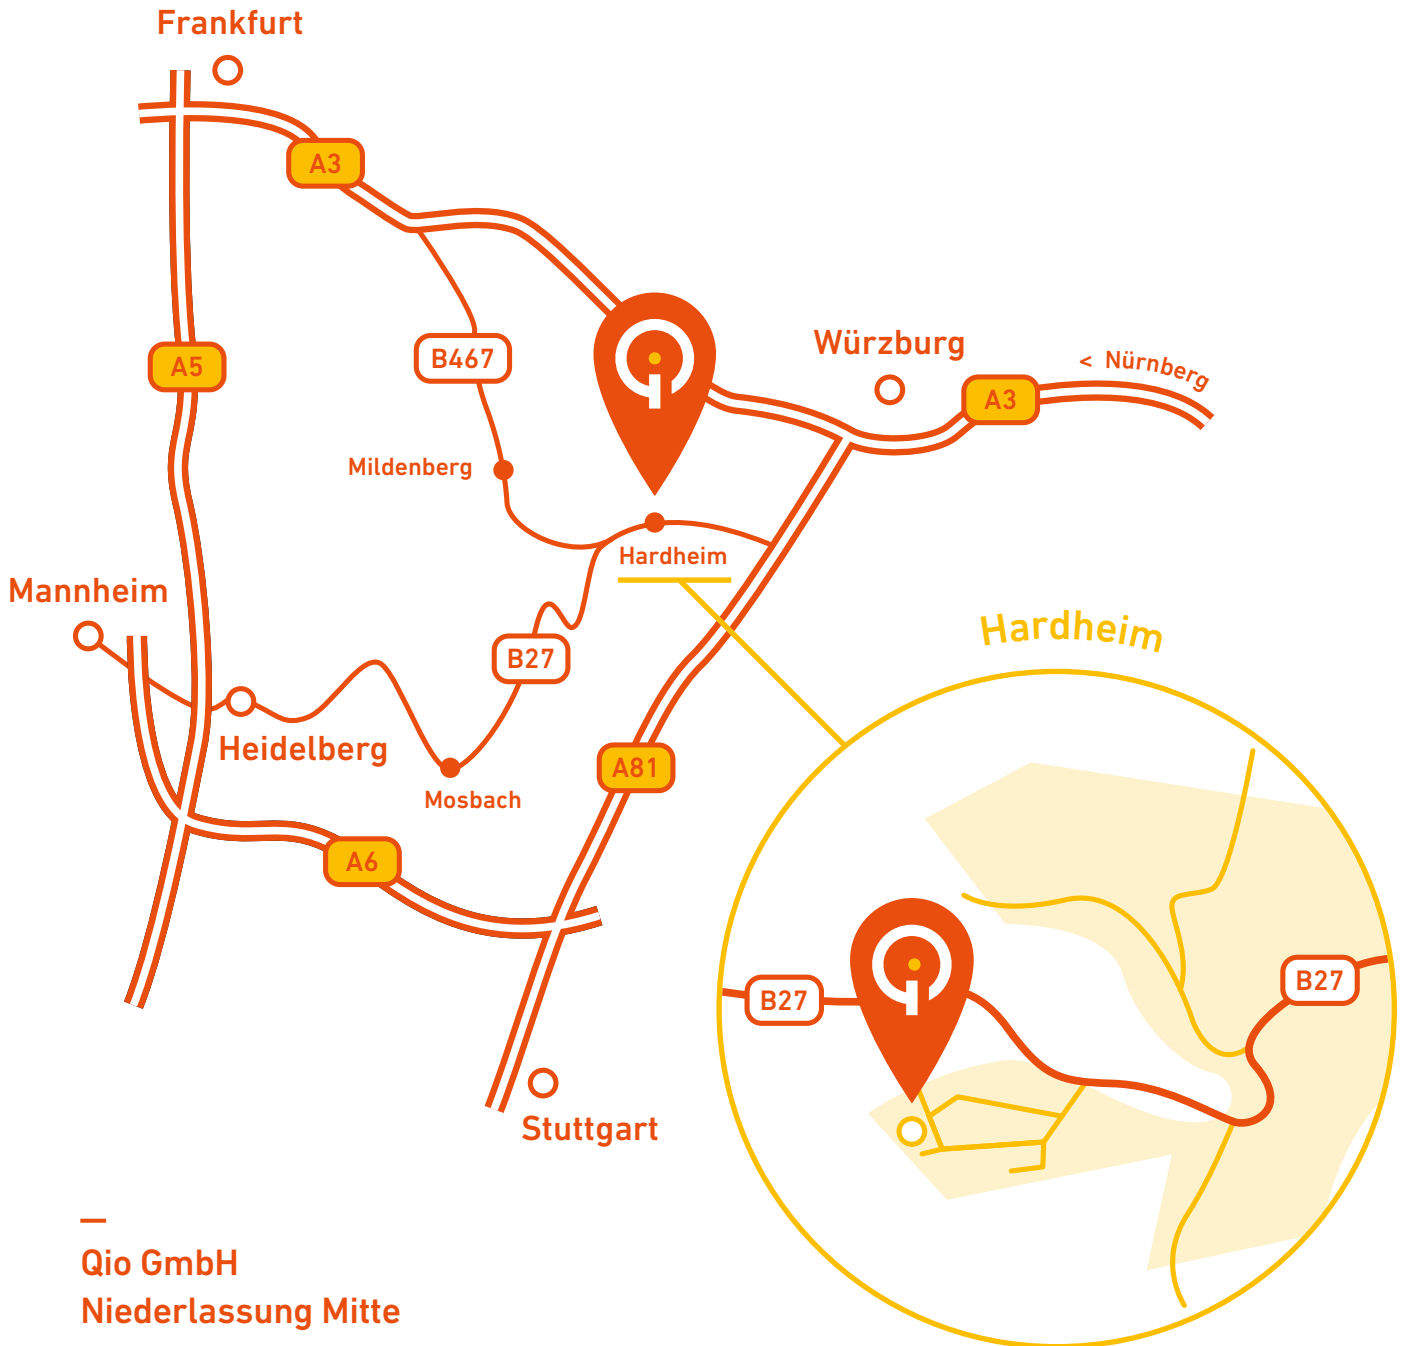 Frankfurt
A3
A5
B467
Würzburg
< Nürnberg
A3
Mildenberg
Hardheim
Mannheim
Hardheim
B27
Heidelberg
A81
Mosbach
A6
B27
B27
Stuttgart
Qio GmbH
Niederlassung Mitte